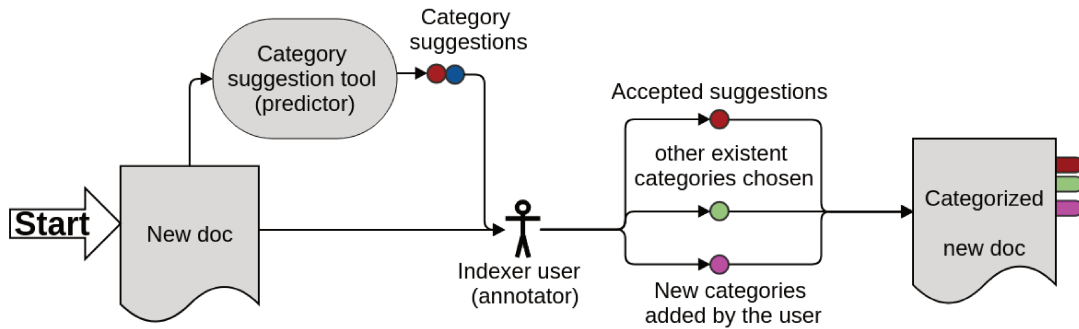 Start
New doc
Category
suggestion tool
(predictor)
Category
suggestions
Indexer user
(annotator)
Accepted suggestions
other existent
categories chosen
New categories
added by the user
Categorized
new doc